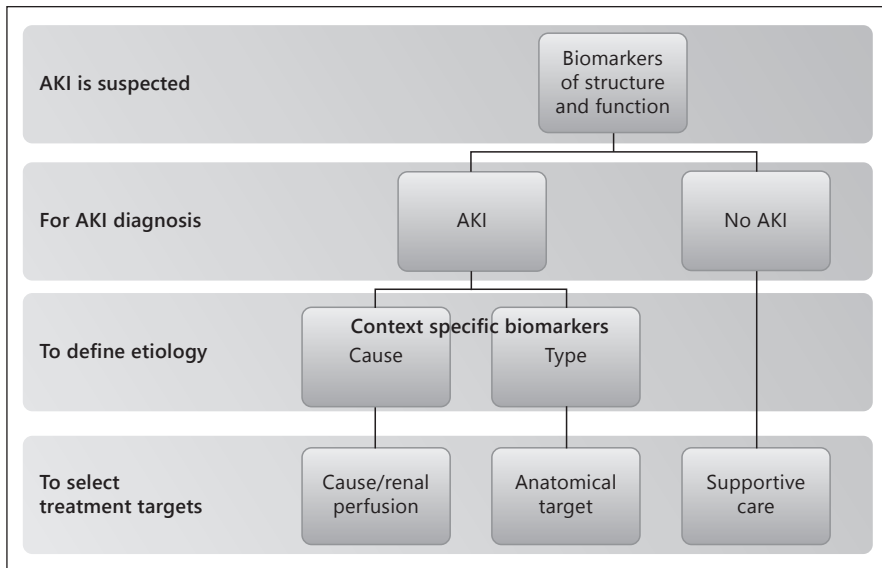 AKI is suspected
Biomarkers
of structure
and function
For AKI diagnosis
AKI
No AKI
To define etiology
Context specific biomarkers
Cause
Type
To select
treatment targets
Cause/renal
perfusion
Anatomical
target
Supportive
care